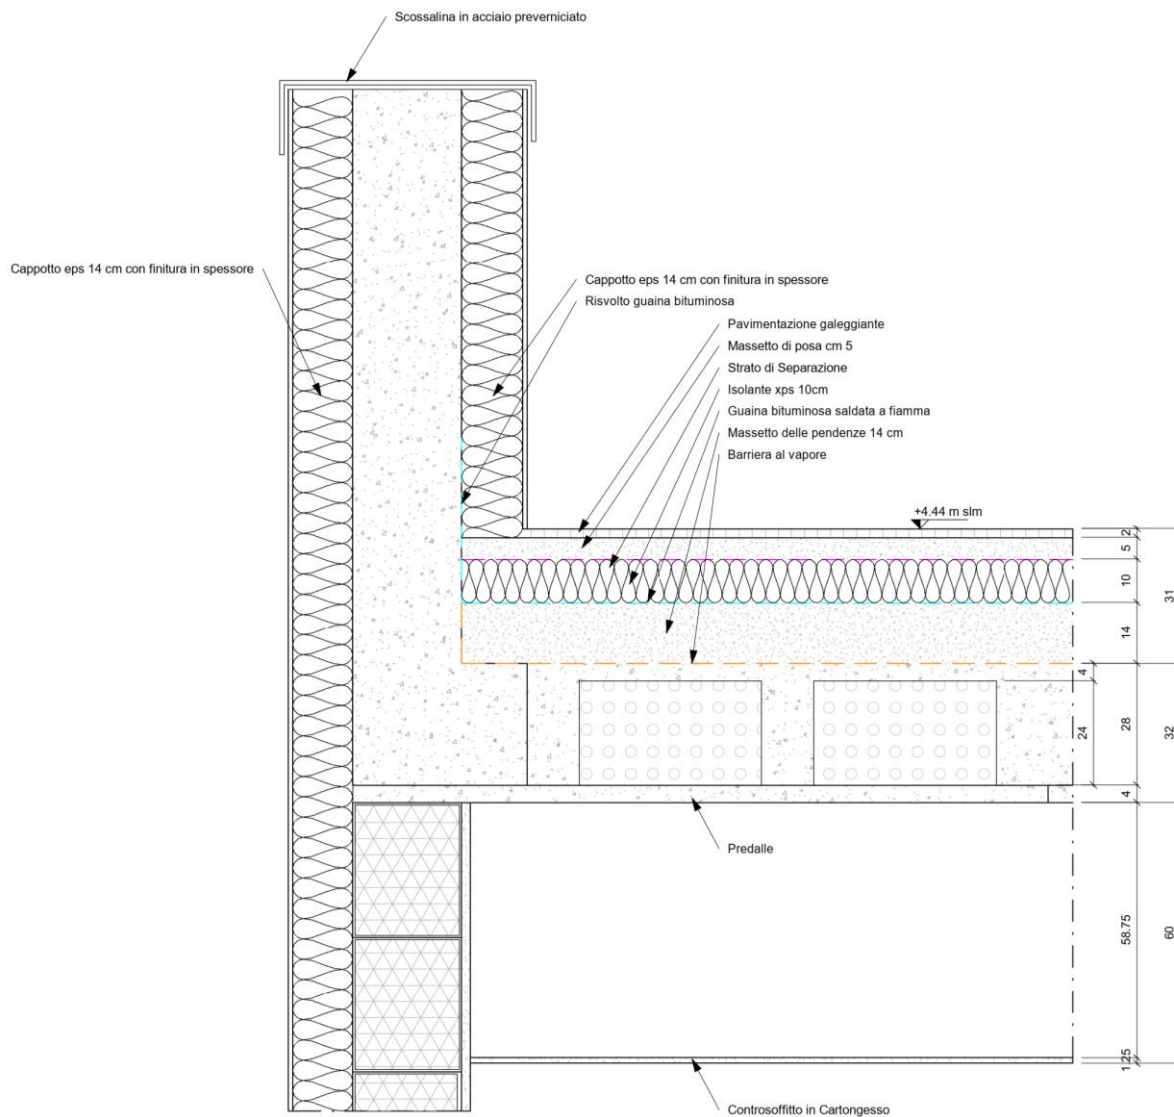 Scossalina in acciaio preverniciato
Cappotto eps 14 cm con finitura in spessore
Cappotto eps 14 cm con finitura in spessore
Risvolto guaina bituminosa
Pavimentazione galeggiante
Massetto di posa cm 5
Strato di Separazione
Isolante xps 10cm
Guaina bituminosa saldata a fiamma
Massetto delle pendenze 14 cm
Barriera al vapore
+4.44 m slm
2
5
10
31
14
4
24
28
32
4
Predalle
58.75
60
1.25
Controsoffitto in Cartongesso